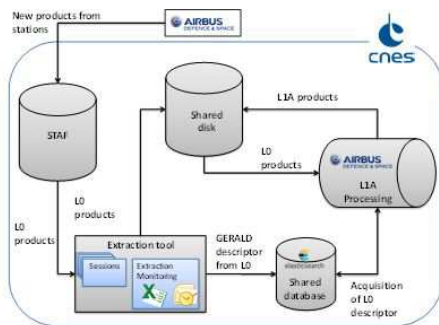 New products from
stations
AIRBUS
DEFENCE & SPACE
cnes
STAF
Shared
disk
L1A products
L0
products
AIRBUS
DEFENCE & SPACE
L1A
Processing
L0
products
L0
products
Extraction tool
Sessions
Extraction
Monitoring
GERALD
descriptor
from L0
elasticsearch
Shared
database
Acquisition
of L0
descriptor